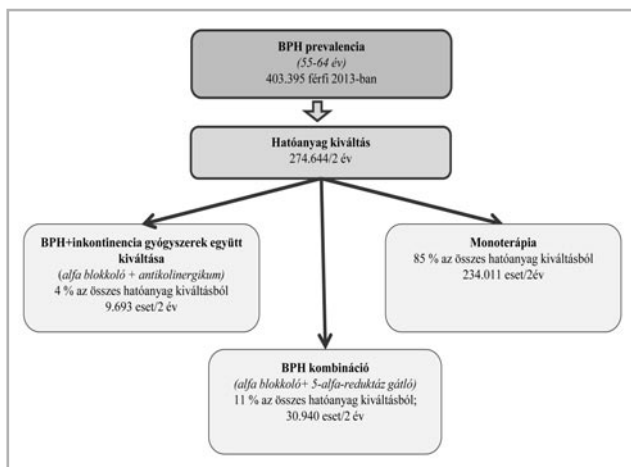 BPH prevalencia
(55-64 év)
403.395 férfi 2013-ban
Hatóanyag kiváltás
274.644/2 év
BPH+inkontinencia gyógyszerek együtt
kiváltása
(alfa blokkoló + antikolinergikum)
4 % az összes hatóanyag kiváltásból
9.693 eset/2 év
Monoterápia
85 % az összes hatóanyag kiváltásból
234.011 eset/2év
BPH kombináció
(alfa blokkoló+ 5-alfa-reduktáz gátló)
11 % az összes hatóanyag kiváltásból;
30.940 eset/2 év